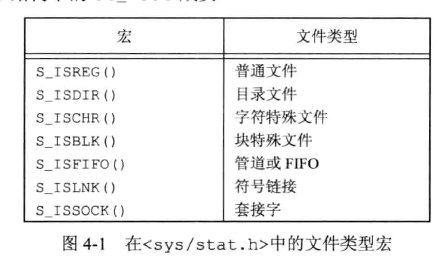 宏 文件类型
S_ISREG() 普通文件
S_ISDIR() 目录文件
S_ISCHR() 字符特殊文件
S_ISBLK() 块特殊文件
S_ISFIFO() 管道或 FIFO
S_ISLNK() 符号链接
S_ISSOCK() 套接字
图 4-1 在<sys/stat.h>中的文件类型宏